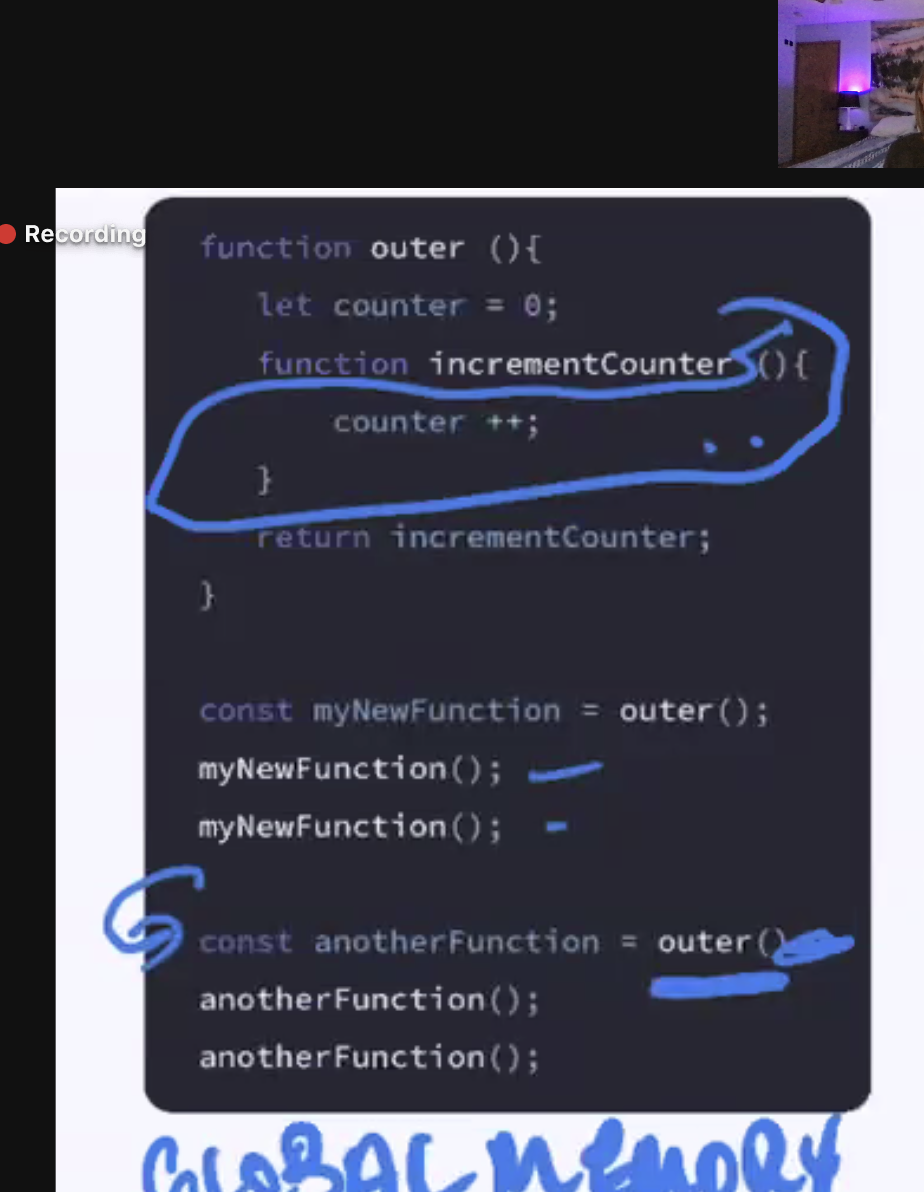 Recording
function outer (){
let counter = 0;
function incrementCounter (){
counter ++;
}
return incrementCounter;
}
const myNewFunction = outer();
myNewFunction();
myNewFunction();
const anotherFunction = outer()
anotherFunction();
anotherFunction();
GLOBAL MEMORY